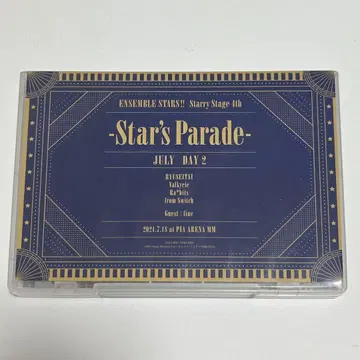 ENSEMBLE STARS!! Starry Stage 4th
-Star's Parade-
JULY DAY 2
RYUSEITAI
Valkyrie
Ra*bits
from Switch
Guest : fine
2021.7.18 at PIA ARENA MM